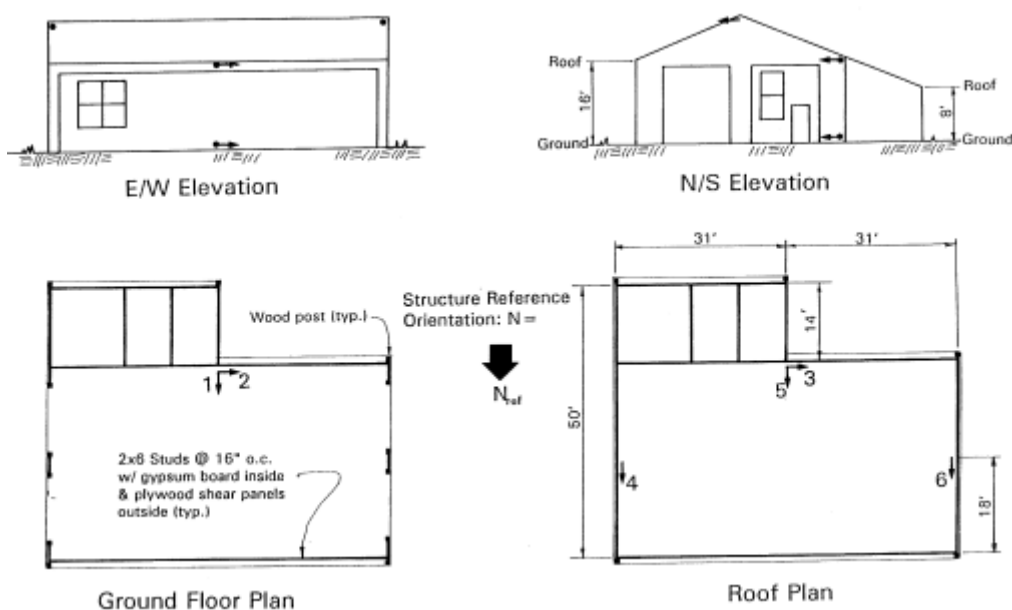 Roof
16'
Ground
Roof
8'
Ground
E/W Elevation
N/S Elevation
31'
31'
Wood post (typ.)
Structure Reference
Orientation: N =
N ref
14'
1
2
5
3
50'
2x6 Studs @ 16" o.c.
w/ gypsum board inside
& plywood shear panels
outside (typ.)
4
6
18'
Ground Floor Plan
Roof Plan